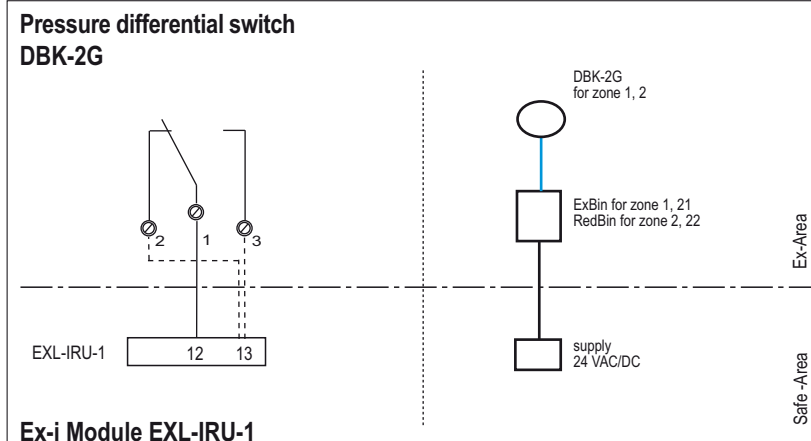 Pressure differential switch
DBK-2G
2
1
3
EXL-IRU-1
12
13
Ex-i Module EXL-IRU-1
DBK-2G
for zone 1, 2
ExBin for zone 1, 21
RedBin for zone 2, 22
supply
24 VAC/DC
Ex-Area
Safe -Area